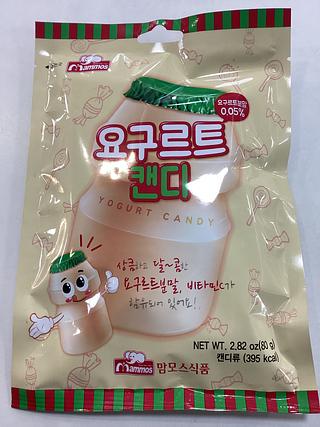 Mammos
요구르트분말
0.05%
요구르트
캔디
YOGURT CANDY
상큼하고 달~콤한
요구르트분말, 비타민C가
함유되어 있어요!!
NET WT. 2.82 oz(80 g)
캔디류 (395 kcal)
Mammos 맘모스식품